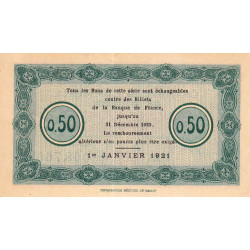 Tous les Bons de cette série sont échangeables
contre des Billets
de la Banque de France,
jusqu'au
31 Décembre 1925.
Le remboursement
ultérieur n'en pourra plus être exigé
0.50
0.50
1er JANVIER 1921